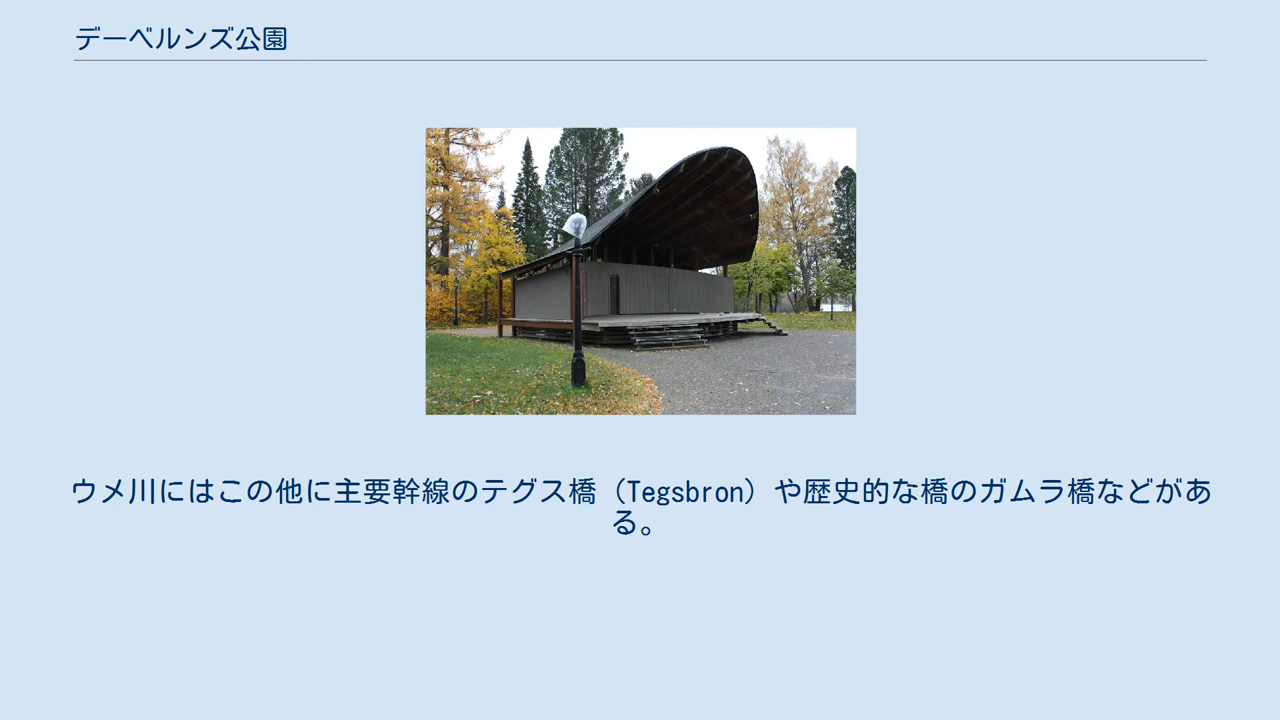 デーベルンズ公園
ウメ川にはこの他に主要幹線のテグス橋（Tegsbron）や歴史的な橋のガムラ橋などがあ
る。